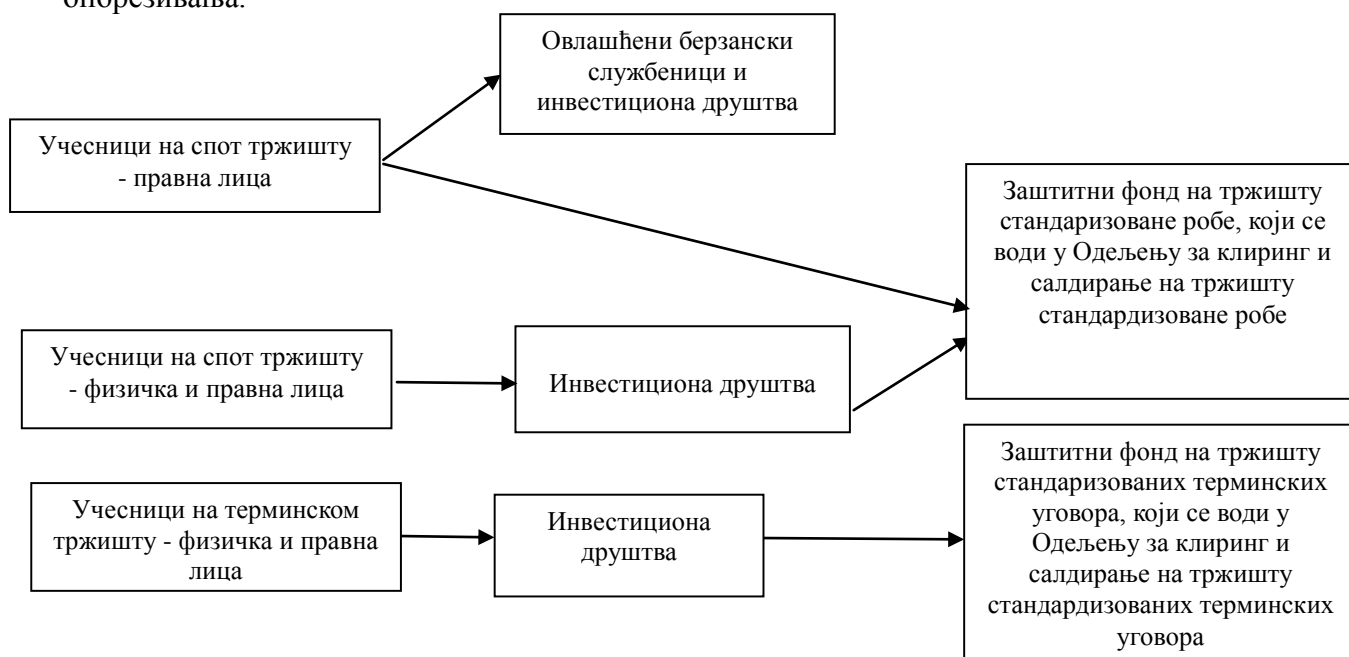 опорезивања.
Овлашћени берзански
службеници и
инвестициона друштва
Учесници на спот тржишту
- правна лица
Заштитни фонд на тржишту
стандаризоване робе, који се
води у Одељењу за клиринг и
салдирање на тржишту
стандардизоване робе
Учесници на спот тржишту
- физичка и правна лица
Инвестициона друштва
Учесници на терминском
тржишту - физичка и правна
лица
Инвестициона
друштва
Заштитни фонд на тржишту
стандаризованих терминских
уговора, који се води у
Одељењу за клиринг и
салдирање на тржишту
стандардизованих терминских
уговора